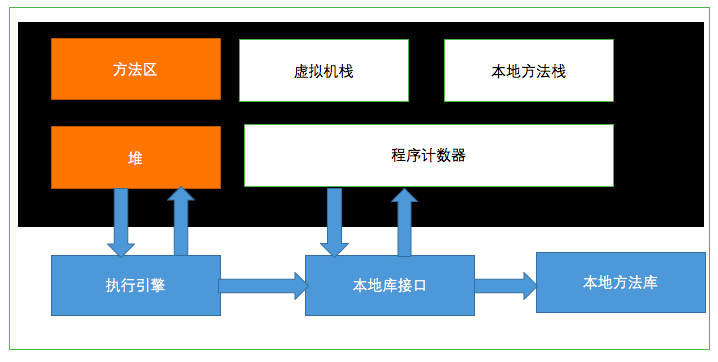 方法区
虚拟机栈
本地方法栈
堆
程序计数器
执行引擎
本地库接口
本地方法库